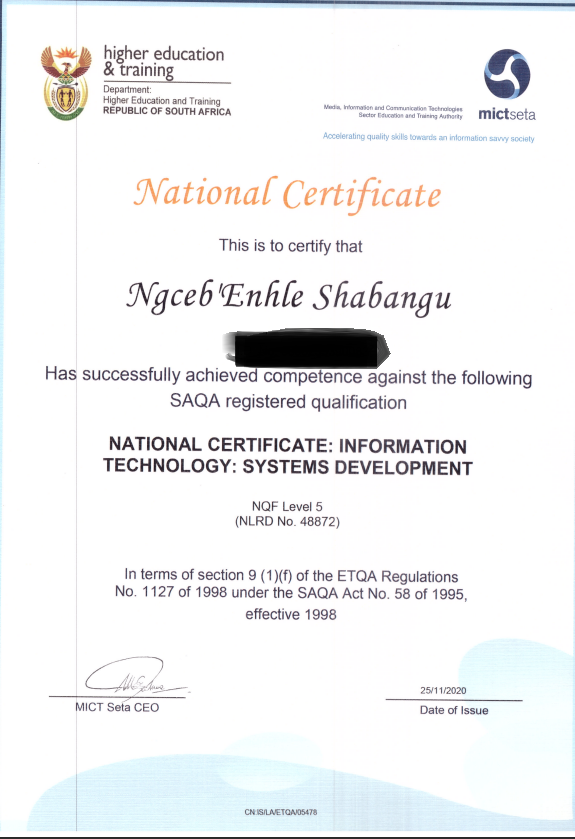 higher education
& training
Department:
Higher Education and Training
REPUBLIC OF SOUTH AFRICA
Media, Information and Communication Technologies
Sector Education and Training Authority
mictseta
Accelerating quality skills towards an information savvy society
National Certificate
This is to certify that
Ngceb'Enhle Shabangu
Has successfully achieved competence against the following
SAQA registered qualification
NATIONAL CERTIFICATE: INFORMATION
TECHNOLOGY: SYSTEMS DEVELOPMENT
NQF Level 5
(NLRD No. 48872)
In terms of section 9 (1)(f) of the ETQA Regulations
No. 1127 of 1998 under the SAQA Act No. 58 of 1995,
effective 1998
MICT Seta CEO
25/11/2020
Date of Issue
CN:IS/LA/ETQA/05478